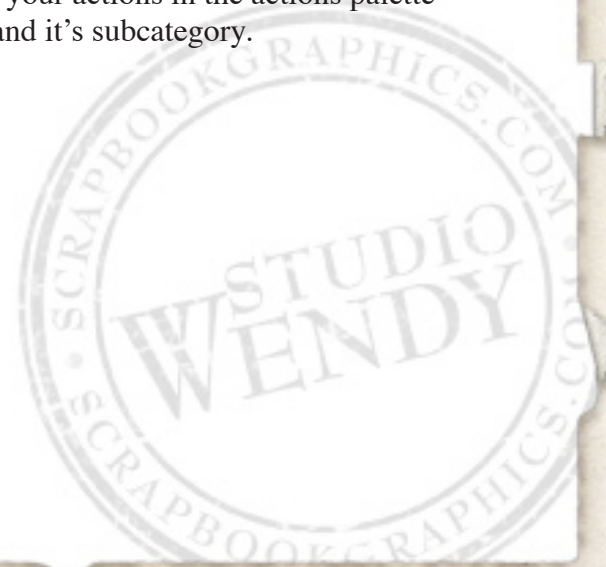 your actions in the actions palette
and it's subcategory.
SCRAPBOOKGRAPHICS.COM
STUDIO
WENDY
SCRAPBOOKGRAPHICS.COM